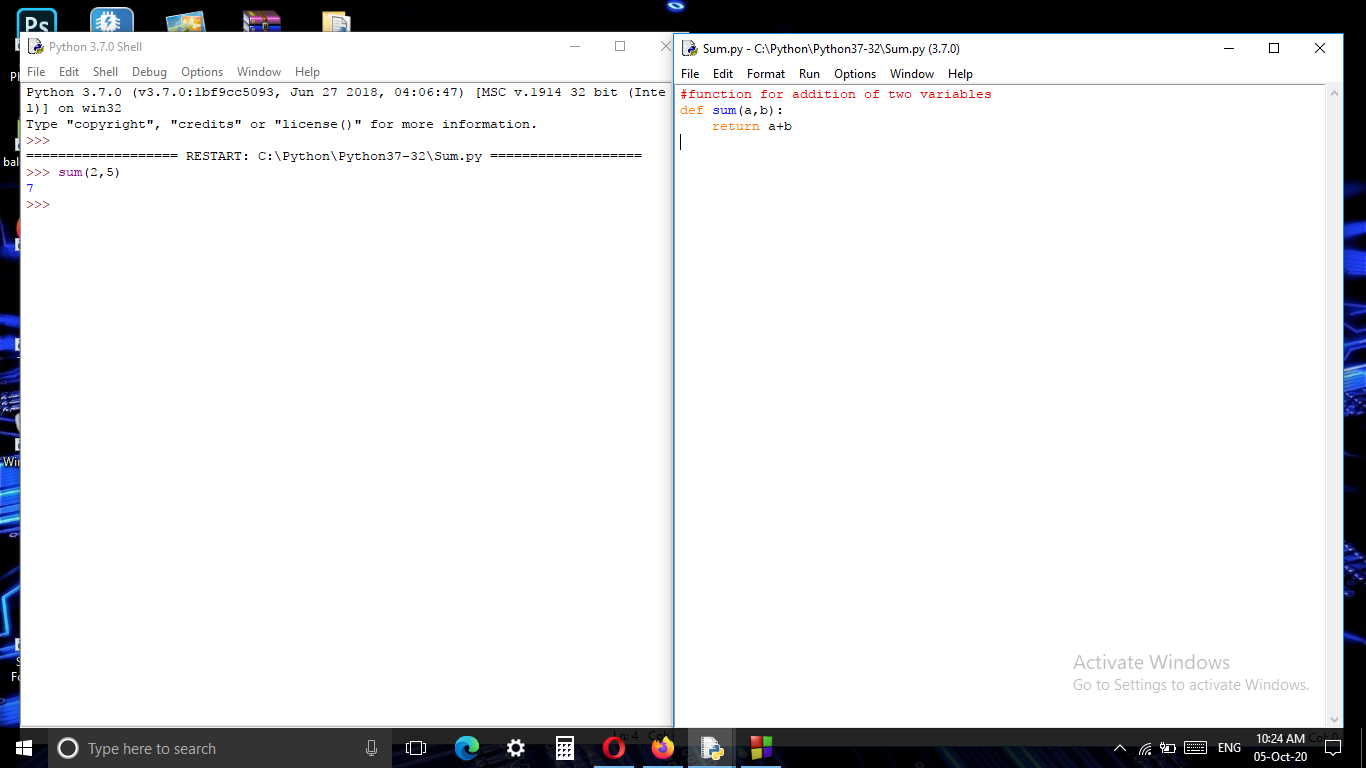 Ps
Python 3.7.0 Shell
File Edit Shell Debug Options Window Help
Python 3.7.0 (v3.7.0:1bf9cc5093, Jun 27 2018, 04:06:47) [MSC v.1914 32 bit (Inte
l)] on win32
Type "copyright", "credits" or "license()" for more information.
>>>
=================== RESTART: C:\Python\Python37-32\Sum.py ===================
>>> sum(2,5)
7
>>>
Sum.py - C:\Python\Python37-32\Sum.py (3.7.0)
File Edit Format Run Options Window Help
#function for addition of two variables
def sum(a,b):
    return a+b
Activate Windows
Go to Settings to activate Windows.
Ln: 4 Col: 0
Type here to search
ENG
10:24 AM
05-Oct-20